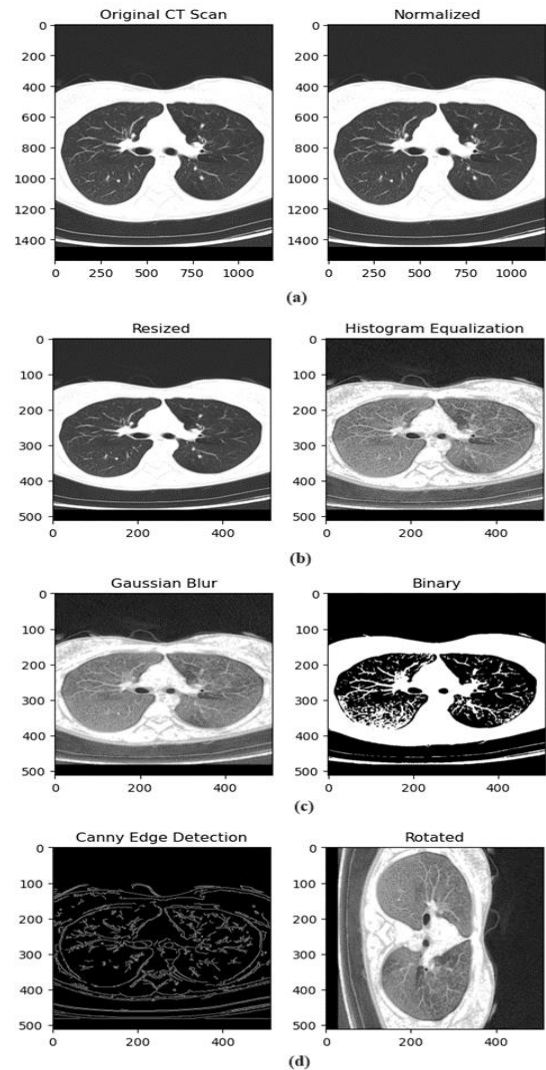 Original CT Scan
Normalized
0
200
400
600
800
1000
1200
1400
0 250 500 750 1000
0
200
400
600
800
1000
1200
1400
0 250 500 750 1000
(a)
Resized
Histogram Equalization
0
100
200
300
400
500
0 200 400
0
100
200
300
400
500
0 200 400
(b)
Gaussian Blur
Binary
0
100
200
300
400
500
0 200 400
0
100
200
300
400
500
0 200 400
(c)
Canny Edge Detection
Rotated
0
100
200
300
400
500
0 200 400
0
100
200
300
400
500
0 200 400
(d)